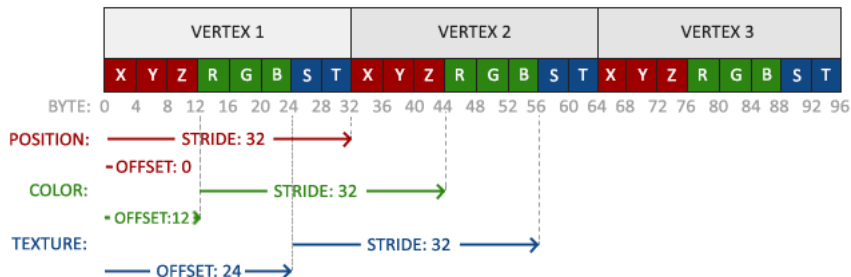 VERTEX 1 VERTEX 2 VERTEX 3
X Y Z R G B S T X Y Z R G B S T X Y Z R G B S T
BYTE: 0 4 8 12 16 20 24 28 32 36 40 44 48 52 56 60 64 68 72 76 80 84 88 92 96
POSITION: STRIDE: 32
OFFSET: 0
COLOR: STRIDE: 32
OFFSET:12
TEXTURE: STRIDE: 32
OFFSET: 24